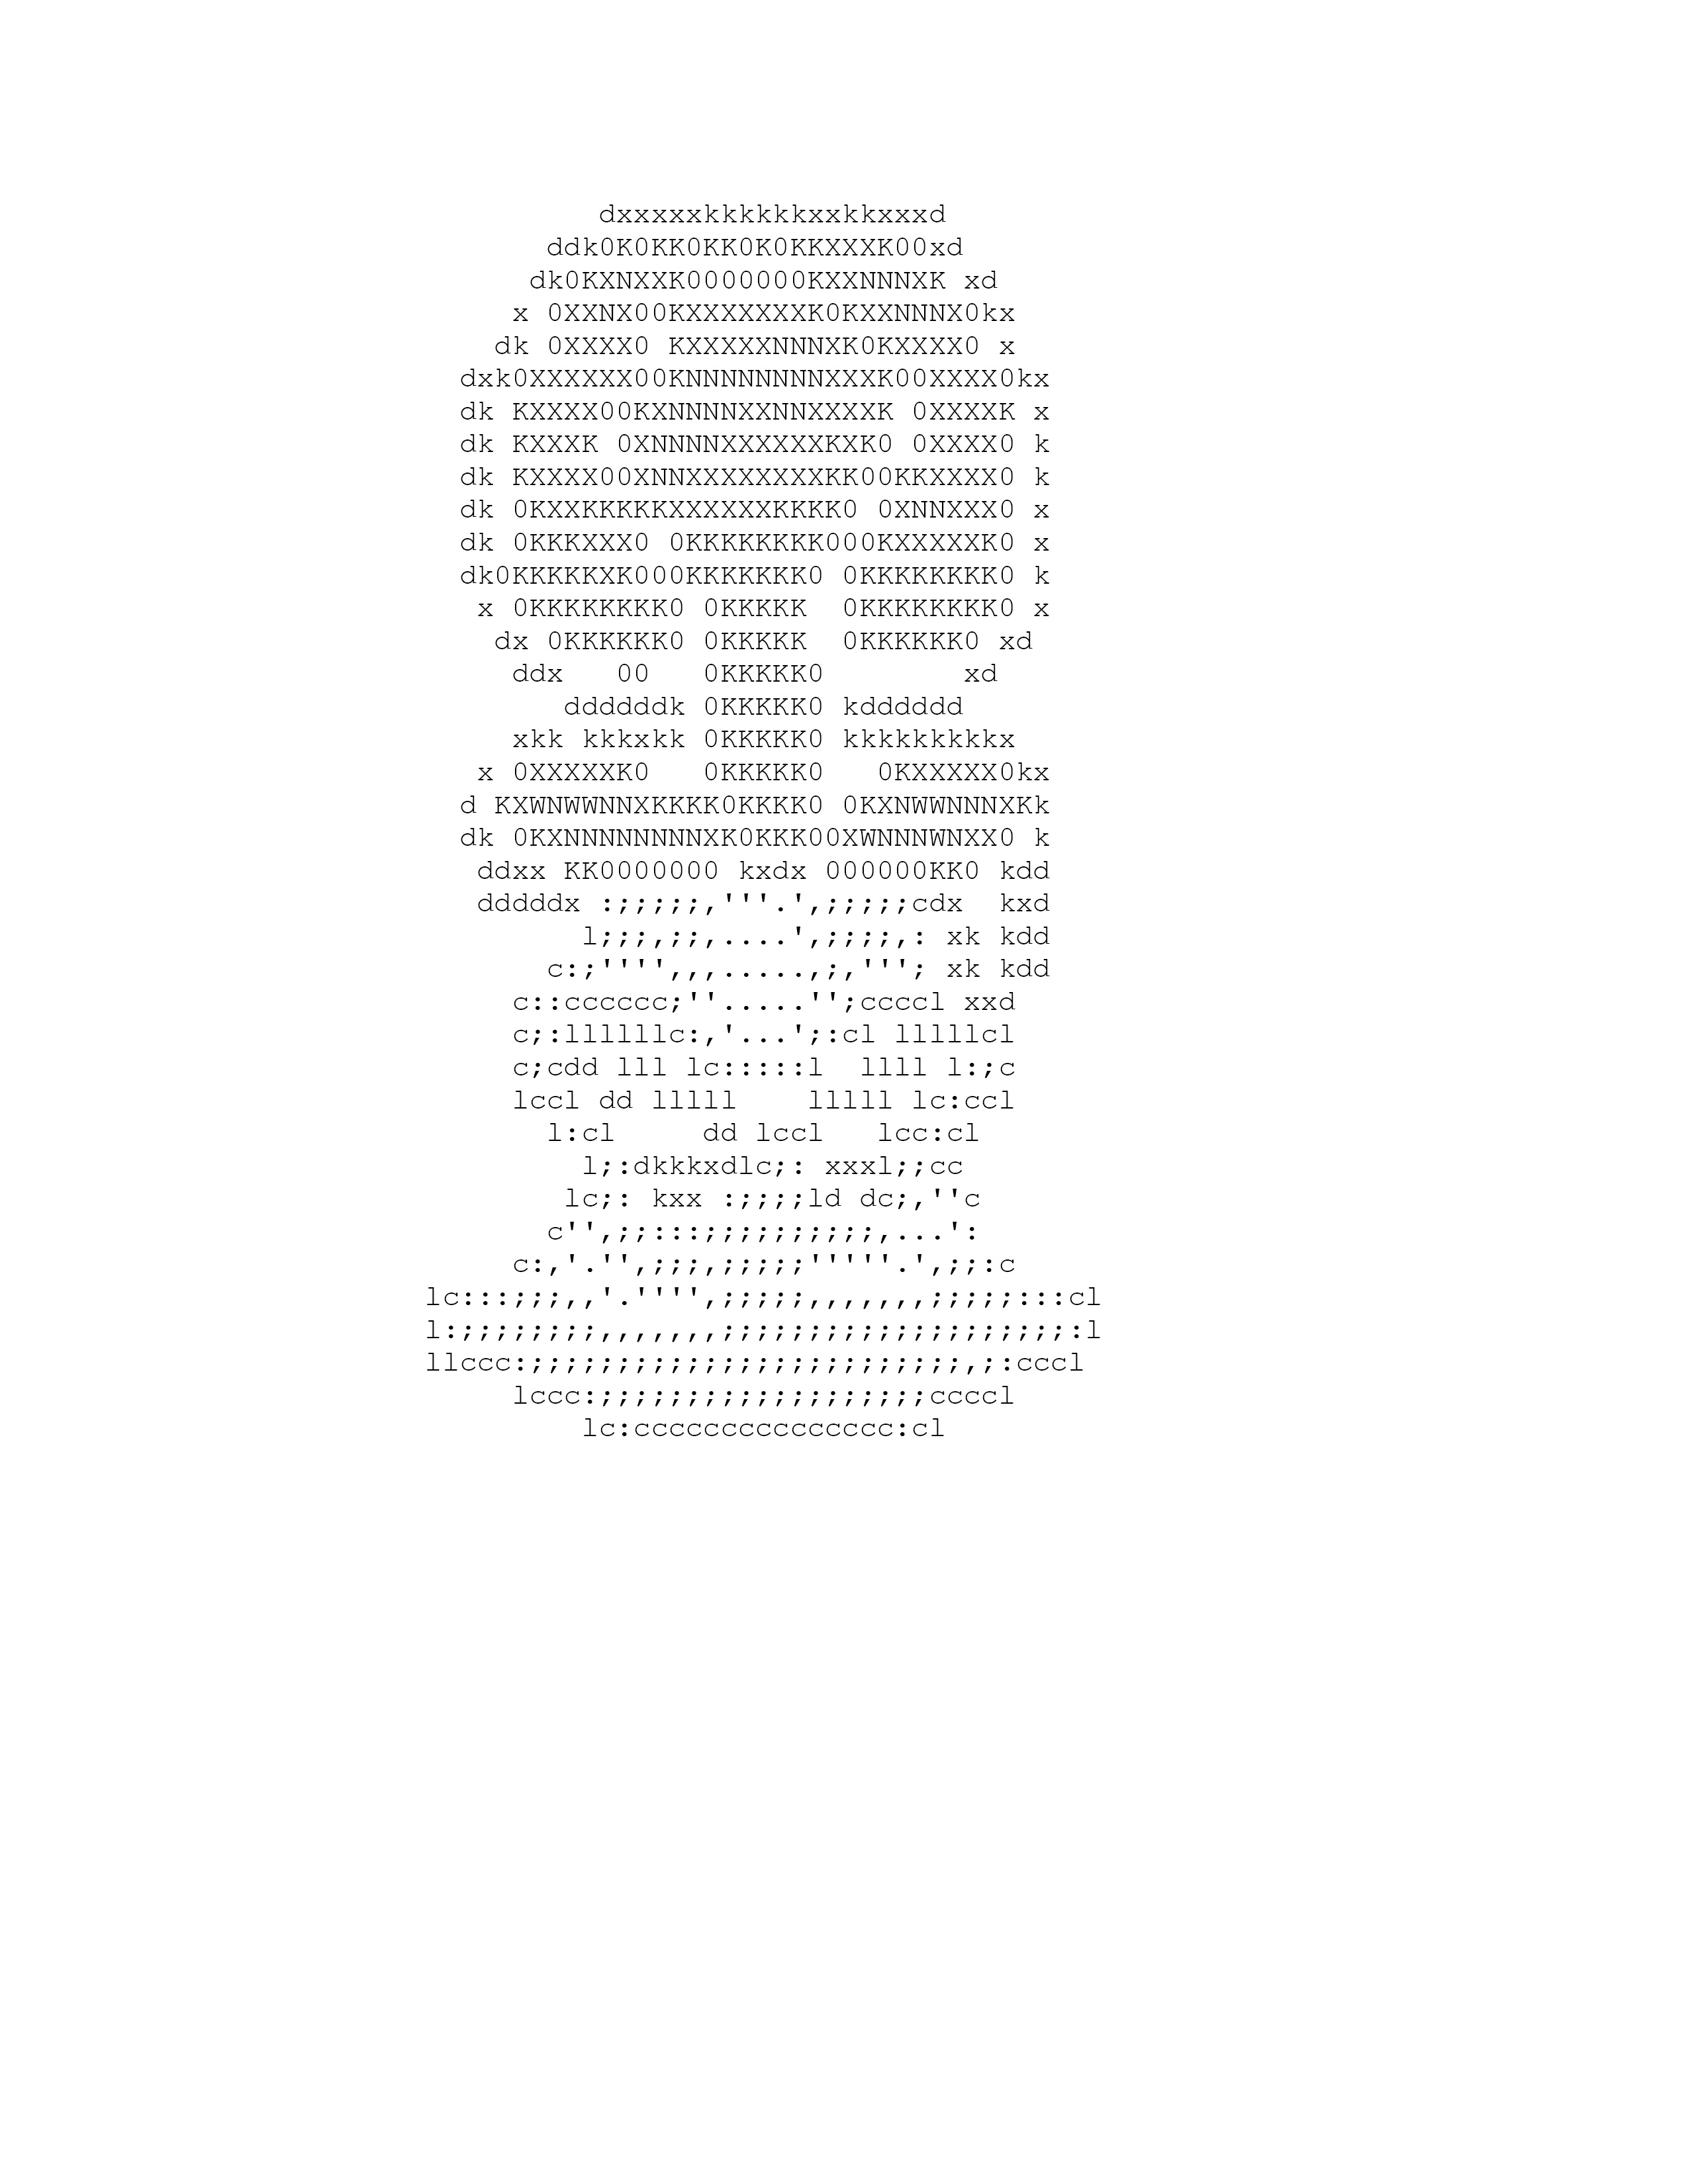 dxxxxxkkkkkkxxkkxxxd
ddk0K0KK0KK0K0KKXXXK00xd
dk0KXNXXK0000000KXXNNNXK xd
x 0XXNX00KXXXXXXXK0KXXNNNX0kx
dk 0XXXX0 KXXXXXNNNXK0KXXXX0 x
dxk0XXXXXX00KNNNNNNNNXXXK00XXXX0kx
dk KXXXX00KXNNNNXXNNXXXXK 0XXXXK x
dk KXXXK 0XNNNNXXXXXXKXK0 0XXXX0 k
dk KXXXX00XNNXXXXXXXXKK00KKXXXX0 k
dk 0KXXKKKKKXXXXXXKKKK0 0XNNXXX0 x
dk 0KKKXXX0 0KKKKKKKK000KXXXXXK0 x
dk0KKKKKXK000KKKKKKK0 0KKKKKKKK0 k
x 0KKKKKKKK0 0KKKKK  0KKKKKKKK0 x
dx 0KKKKKK0 0KKKKK  0KKKKKK0 xd
ddx   00   0KKKKK0        xd
ddddddk 0KKKKK0 kdddddd
xkk kkkxkk 0KKKKK0 kkkkkkkkkx
x 0XXXXXK0   0KKKKK0   0KXXXXX0kx
d KXWNWWNNXKKKK0KKKK0 0KXNWWNNNXKk
dk 0KXNNNNNNNNXK0KKK00XWNNNWNXX0 k
ddxx KK0000000 kxdx 000000KK0 kdd
dddddx :;;;;;,'''.',;;;;;cdx  kxd
l;;;,;;,....',;;;;,: xk kdd
c:;'''',,,.....,;,'''; xk kdd
c::cccccc;''.....'';ccccl xxd
c;:llllllc:,'...';:cl lllllcl
c;cdd lll lc:::::l  llll l:;c
lccl dd lllll    lllll lc:ccl
l:cl     dd lccl   lcc:cl
l;:dkkkxdlc;: xxxl;;cc
lc;: kxx :;;;;ld dc;,''c
c'',;;:::;;;;;;;;;;,...':
c:,'.'',;;;,;;;;;'''''.',;;:c
lc:::;;;,,'.'''',;;;;;,,,,,,,;;;;;:::cl
l:;;;;;;;;,,,,,,,;;;;;;;;;;;;;;;;;;;;:l
llccc:;;;;;;;;;;;;;;;;;;;;;;;;;,;:cccl
lccc:;;;;;;;;;;;;;;;;;;;ccccl
lc:ccccccccccccccc:cl